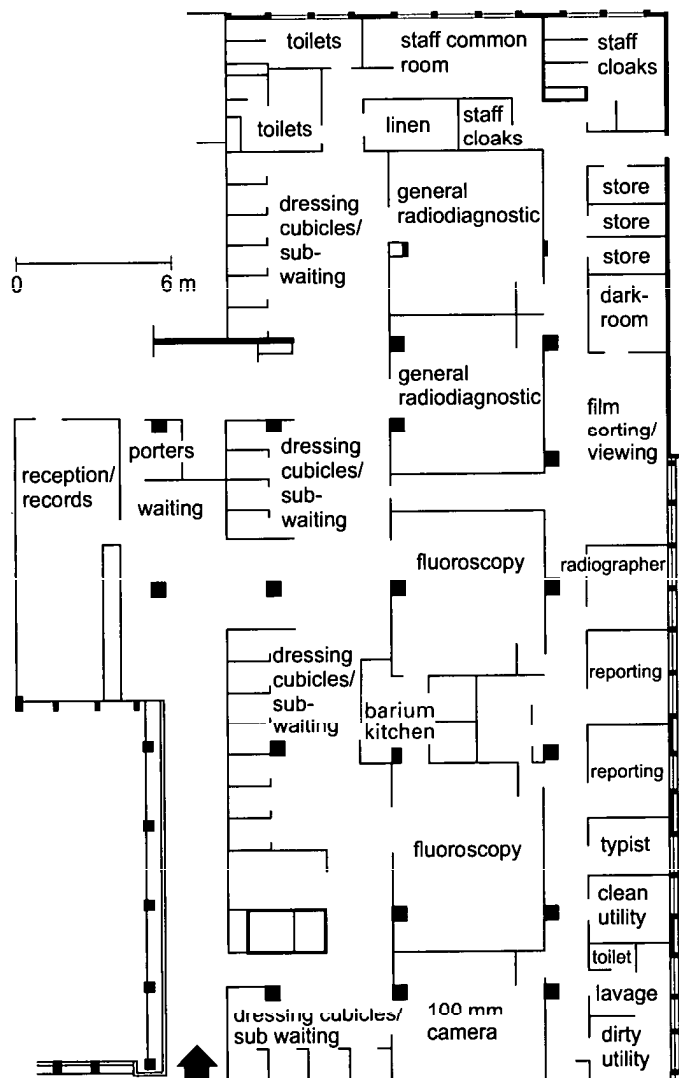 toilets
staff common
room
staff
cloaks
toilets
linen
staff
cloaks
dressing
cubicles/
sub-
waiting
general
radiodiagnostic
store
store
store
dark-
room
0
6 m
general
radiodiagnostic
film
sorting/
viewing
reception/
records
porters
waiting
dressing
cubicles/
sub-
waiting
fluoroscopy
radiographer
dressing
cubicles/
sub-
waiting
barium
kitchen
reporting
reporting
fluoroscopy
typist
clean
utility
toilet
lavage
dirty
utility
dressing cubicles/
sub waiting
100 mm
camera